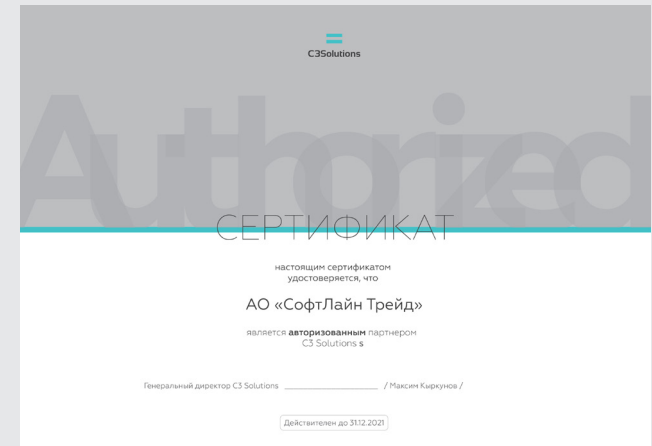 C3Solutions
Authorized
СЕРТИФИКАТ
настоящим сертификатом
удостоверяется, что
АО «СофтЛайн Трейд»
является авторизованным партнером
C3 Solutions s
Генеральный директор C3 Solutions ____________________ / Максим Кыркунов /
Действителен до 31.12.2021